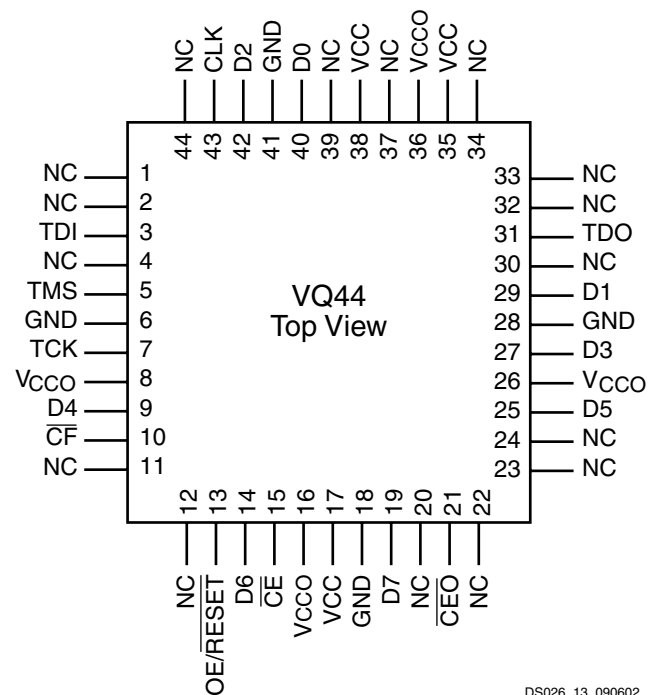 NC CLK D2 GND D0 NC VCC NC VCCO VCC NC
44 43 42 41 40 39 38 37 36 35 34
NC 1 33 NC
NC 2 32 NC
TDI 3 31 TDO
NC 4 30 NC
TMS 5 29 D1
GND 6 28 GND
TCK 7 27 D3
VCCO 8 26 VCCO
D4 9 25 D5
C̅F̅ 10 24 NC
NC 11 23 NC
VQ44
Top View
12 13 14 15 16 17 18 19 20 21 22
NC OE/R̅E̅S̅E̅T̅ D6 C̅E̅ VCCO VCC GND D7 NC C̅E̅O̅ NC
DS026_13_090602